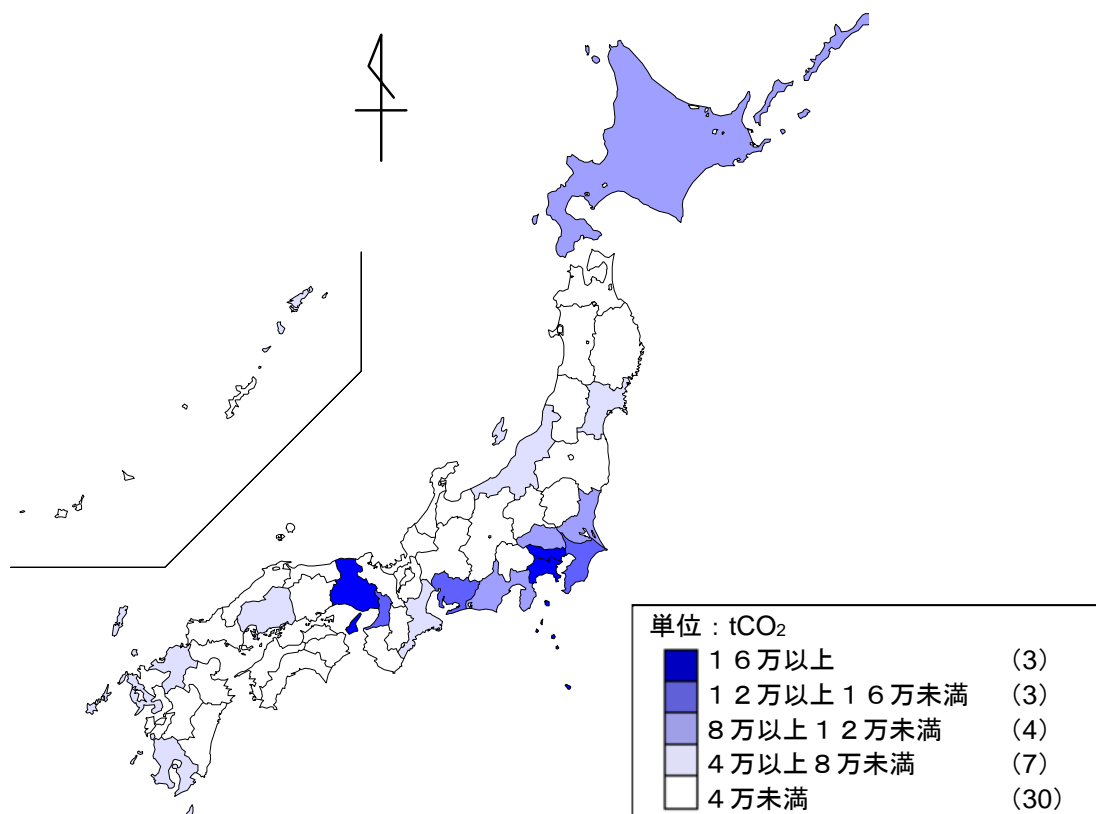 単位：tCO₂
１６万以上 （3）
１２万以上１６万未満 （3）
８万以上１２万未満 （4）
４万以上８万未満 （7）
４万未満 （30）